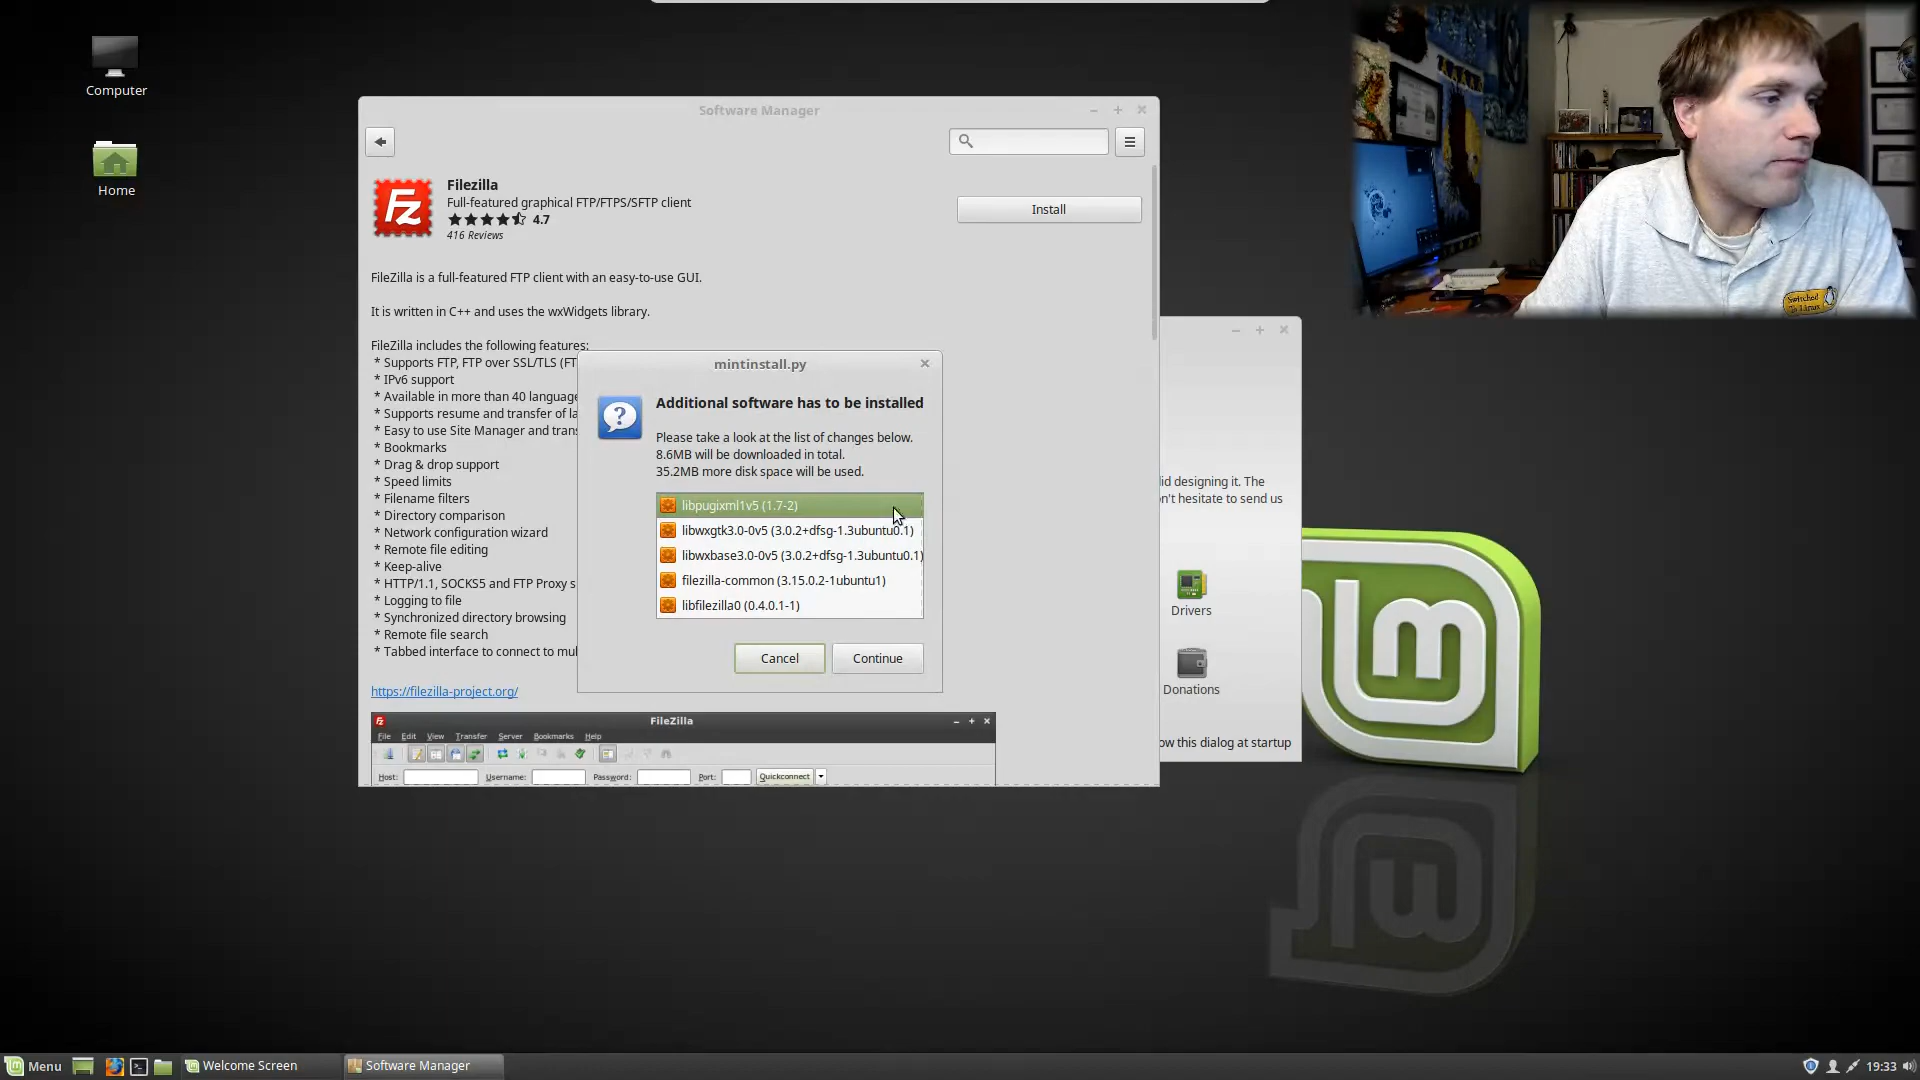 Computer
Home
Software Manager
Filezilla
Full-featured graphical FTP/FTPS/SFTP client
4.7
416 Reviews
Install
FileZilla is a full-featured FTP client with an easy-to-use GUI.
It is written in C++ and uses the wxWidgets library.
FileZilla includes the following features:
* Supports FTP, FTP over SSL/TLS (FT
* IPv6 support
* Available in more than 40 language
* Supports resume and transfer of la
* Easy to use Site Manager and tran
* Bookmarks
* Drag & drop support
* Speed limits
* Filename filters
* Directory comparison
* Network configuration wizard
* Remote file editing
* Keep-alive
* HTTP/1.1, SOCKS5 and FTP Proxy s
* Logging to file
* Synchronized directory browsing
* Remote file search
* Tabbed interface to connect to mul
https://filezilla-project.org/
mintinstall.py
Additional software has to be installed
Please take a look at the list of changes below.
8.6MB will be downloaded in total.
35.2MB more disk space will be used.
libpugixml1v5 (1.7-2)
libwxgtk3.0-0v5 (3.0.2+dfsg-1.3ubuntu0.1)
libwxbase3.0-0v5 (3.0.2+dfsg-1.3ubuntu0.1)
filezilla-common (3.15.0.2-1ubuntu1)
libfilezilla0 (0.4.0.1-1)
Cancel
Continue
FileZilla
File Edit View Transfer Server Bookmarks Help
Host: Username: Password: Port: Quickconnect
id designing it. The
n't hesitate to send us
Drivers
Donations
ow this dialog at startup
Switched
To Linux
Menu
Welcome Screen
Software Manager
19:33